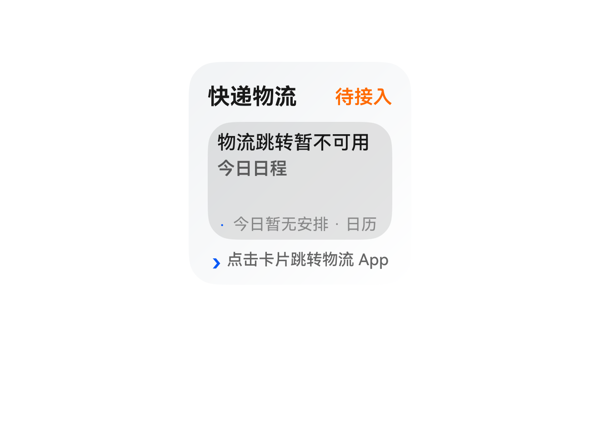 快递物流 待接入
物流跳转暂不可用
今日日程
· 今日暂无安排 · 日历
› 点击卡片跳转物流 App